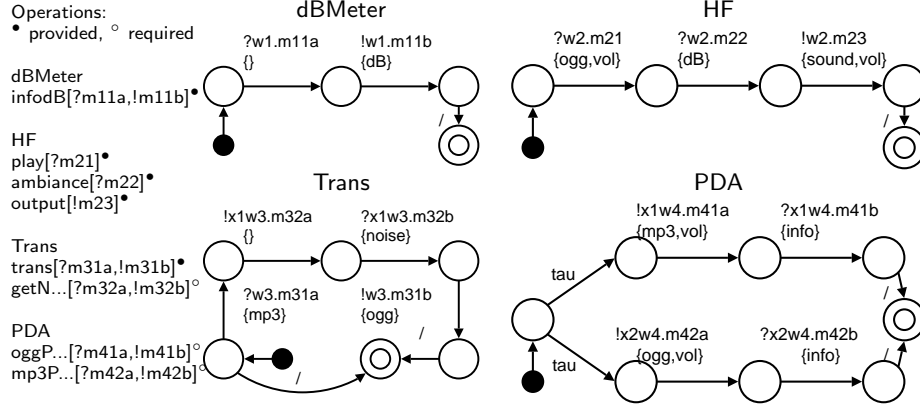 Operations:
• provided, ° required
dBMeter
infodB[?m11a,!m11b]•
HF
play[?m21]•
ambiance[?m22]•
output[!m23]•
Trans
trans[?m31a,!m31b]•
getN...[?m32a,!m32b]°
PDA
oggP...[?m41a,!m41b]°
mp3P...[?m42a,!m42b]°
dBMeter
?w1.m11a
{}
!w1.m11b
{dB}
/
HF
?w2.m21
{ogg,vol}
?w2.m22
{dB}
!w2.m23
{sound,vol}
/
Trans
!x1w3.m32a
{}
?x1w3.m32b
{noise}
?w3.m31a
{mp3}
!w3.m31b
{ogg}
/
/
PDA
!x1w4.m41a
{mp3,vol}
?x1w4.m41b
{info}
tau
/
tau
!x2w4.m42a
{ogg,vol}
?x2w4.m42b
{info}
/